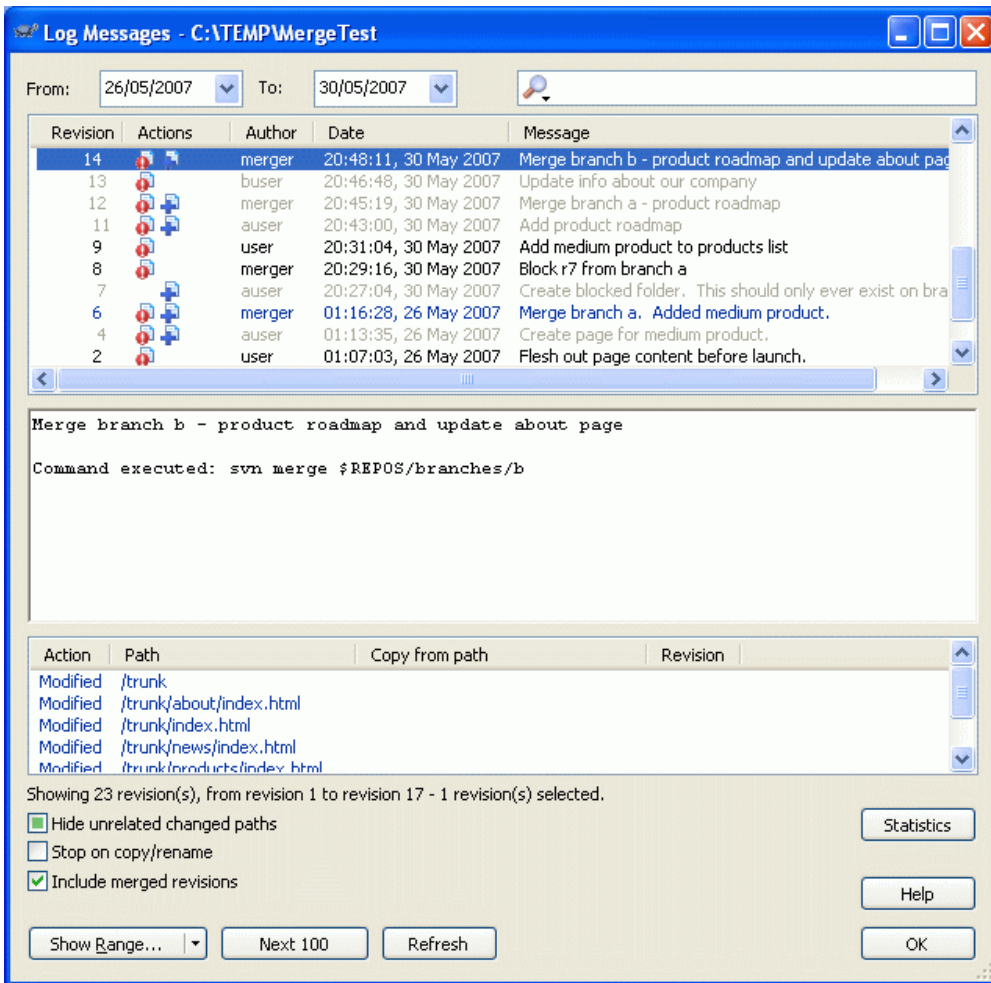 Log Messages - C:\TEMP\MergeTest
From: 26/05/2007 To: 30/05/2007
Revision Actions Author Date Message
14 merger 20:48:11, 30 May 2007 Merge branch b - product roadmap and update about pag
13 buser 20:46:48, 30 May 2007 Update info about our company
12 merger 20:45:19, 30 May 2007 Merge branch a - product roadmap
11 auser 20:43:00, 30 May 2007 Add product roadmap
9 user 20:31:04, 30 May 2007 Add medium product to products list
8 merger 20:29:16, 30 May 2007 Block r7 from branch a
7 auser 20:27:04, 30 May 2007 Create blocked folder. This should only ever exist on bra
6 merger 01:16:28, 26 May 2007 Merge branch a. Added medium product.
4 auser 01:13:35, 26 May 2007 Create page for medium product.
2 user 01:07:03, 26 May 2007 Flesh out page content before launch.
Merge branch b - product roadmap and update about page
Command executed: svn merge $REPOS/branches/b
Action Path Copy from path Revision
Modified /trunk
Modified /trunk/about/index.html
Modified /trunk/index.html
Modified /trunk/news/index.html
Modified /trunk/products/index.html
Showing 23 revision(s), from revision 1 to revision 17 - 1 revision(s) selected.
Hide unrelated changed paths
Statistics
Stop on copy/rename
Include merged revisions
Help
Show Range... Next 100 Refresh OK